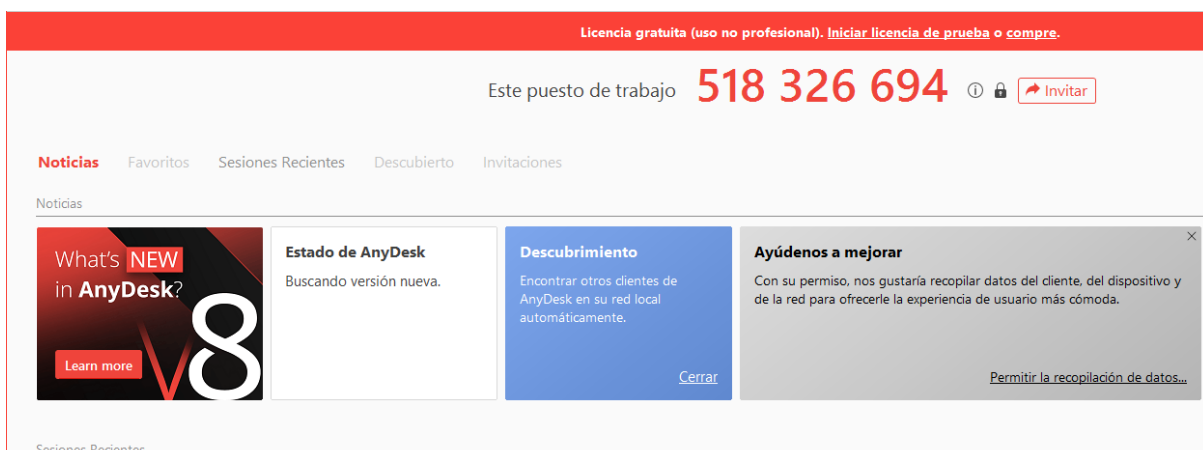 Licencia gratuita (uso no profesional). Iniciar licencia de prueba o compre.
Este puesto de trabajo 518 326 694 Invitar
Noticias Favoritos Sesiones Recientes Descubierto Invitaciones
Noticias
What's NEW
in AnyDesk?
V8
Learn more
Estado de AnyDesk
Buscando versión nueva.
Descubrimiento
Encontrar otros clientes de
AnyDesk en su red local
automáticamente.
Cerrar
Ayúdenos a mejorar
Con su permiso, nos gustaría recopilar datos del cliente, del dispositivo y
de la red para ofrecerle la experiencia de usuario más cómoda.
Permitir la recopilación de datos...
Sesiones Recientes